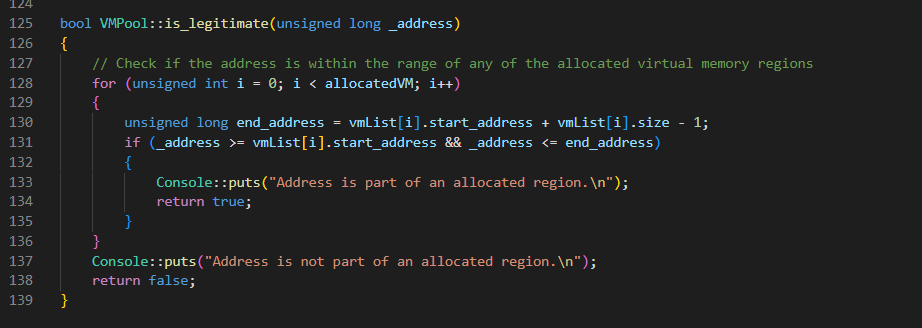 124
125 bool VMPool::is_legitimate(unsigned long _address)
126 {
127     // Check if the address is within the range of any of the allocated virtual memory regions
128     for (unsigned int i = 0; i < allocatedVM; i++)
129     {
130         unsigned long end_address = vmList[i].start_address + vmList[i].size - 1;
131         if (_address >= vmList[i].start_address && _address <= end_address)
132         {
133             Console::puts("Address is part of an allocated region.\n");
134             return true;
135         }
136     }
137     Console::puts("Address is not part of an allocated region.\n");
138     return false;
139 }